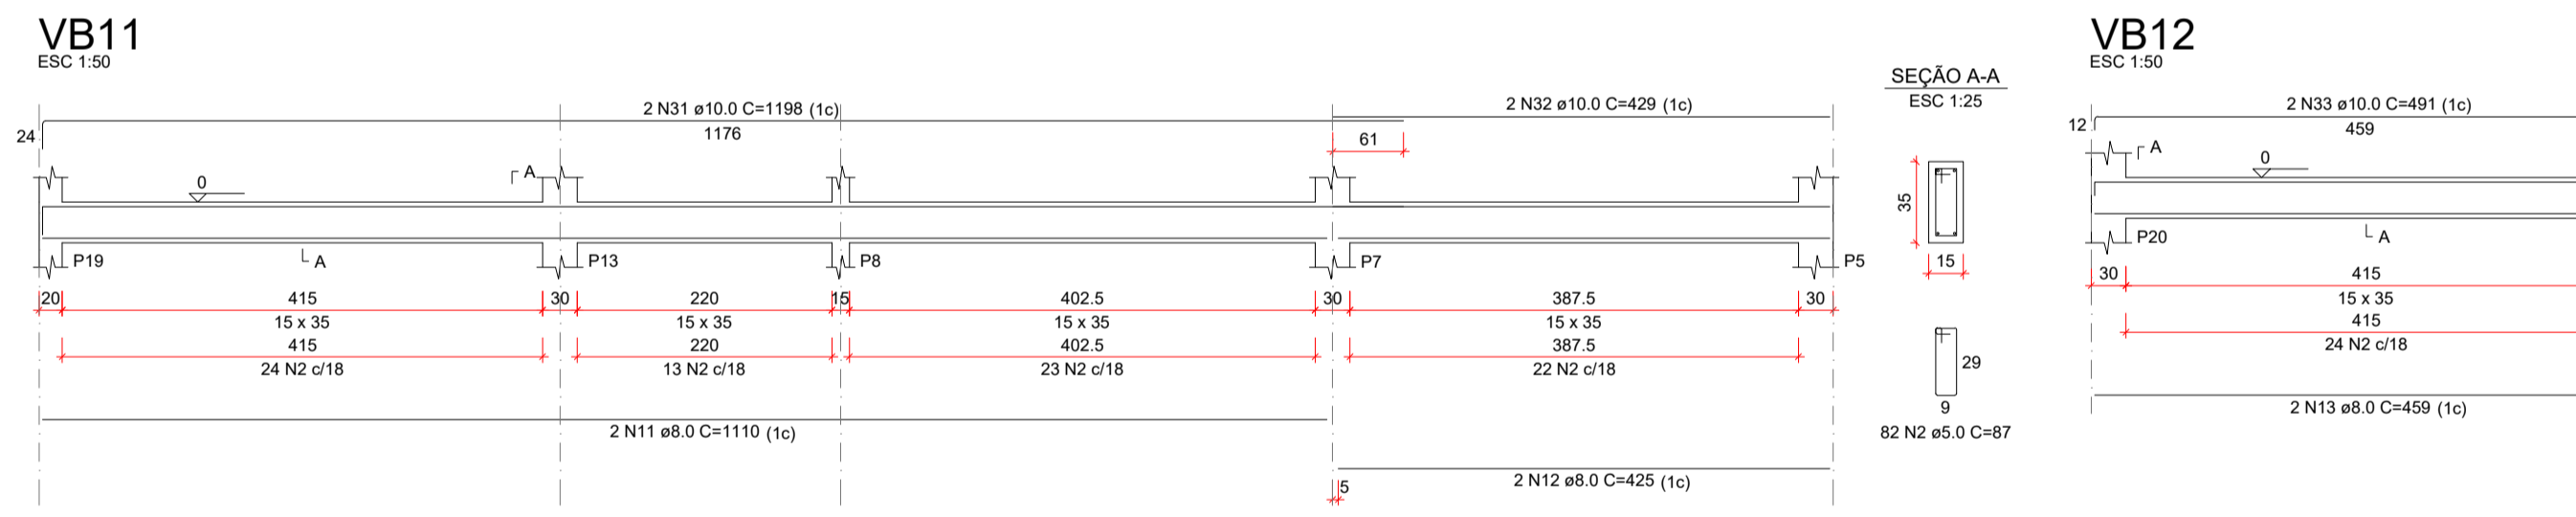 VB11
ESC 1:50
2 N31 ø10.0 C=1198 (1c)
1176
24
2 N32 ø10.0 C=429 (1c)
61
A
0
P19
A
P13
P8
P7
P5
20 415 30 220 15 402.5 30 387.5 30
15 x 35 15 x 35 15 x 35 15 x 35
415 220 402.5 387.5
24 N2 c/18 13 N2 c/18 23 N2 c/18 22 N2 c/18
2 N11 ø8.0 C=1110 (1c)
2 N12 ø8.0 C=425 (1c)
5
SEÇÃO A-A
ESC 1:25
35
15
29
9
82 N2 ø5.0 C=87
VB12
ESC 1:50
2 N33 ø10.0 C=491 (1c)
459
12
A
0
P20
A
30 415
15 x 35
415
24 N2 c/18
2 N13 ø8.0 C=459 (1c)